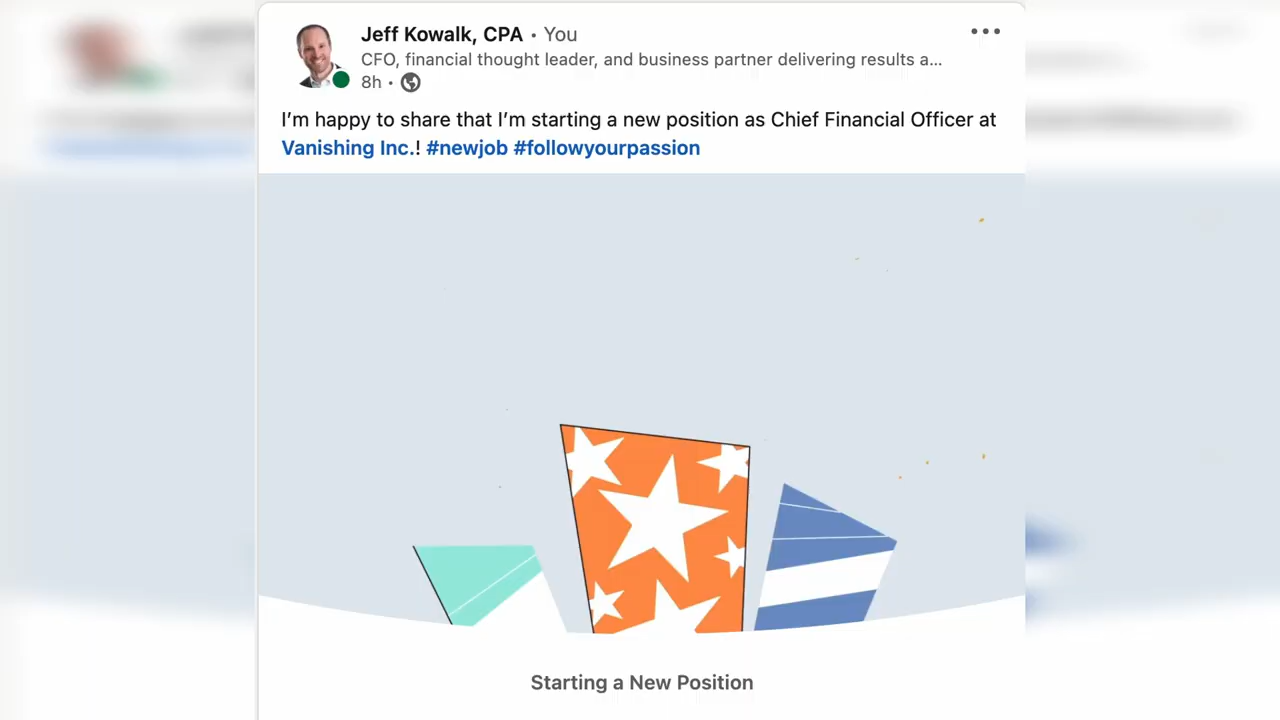 Jeff Kowalk, CPA • You
CFO, financial thought leader, and business partner delivering results a...
8h •
I'm happy to share that I'm starting a new position as Chief Financial Officer at
Vanishing Inc.! #newjob #followyourpassion
Starting a New Position